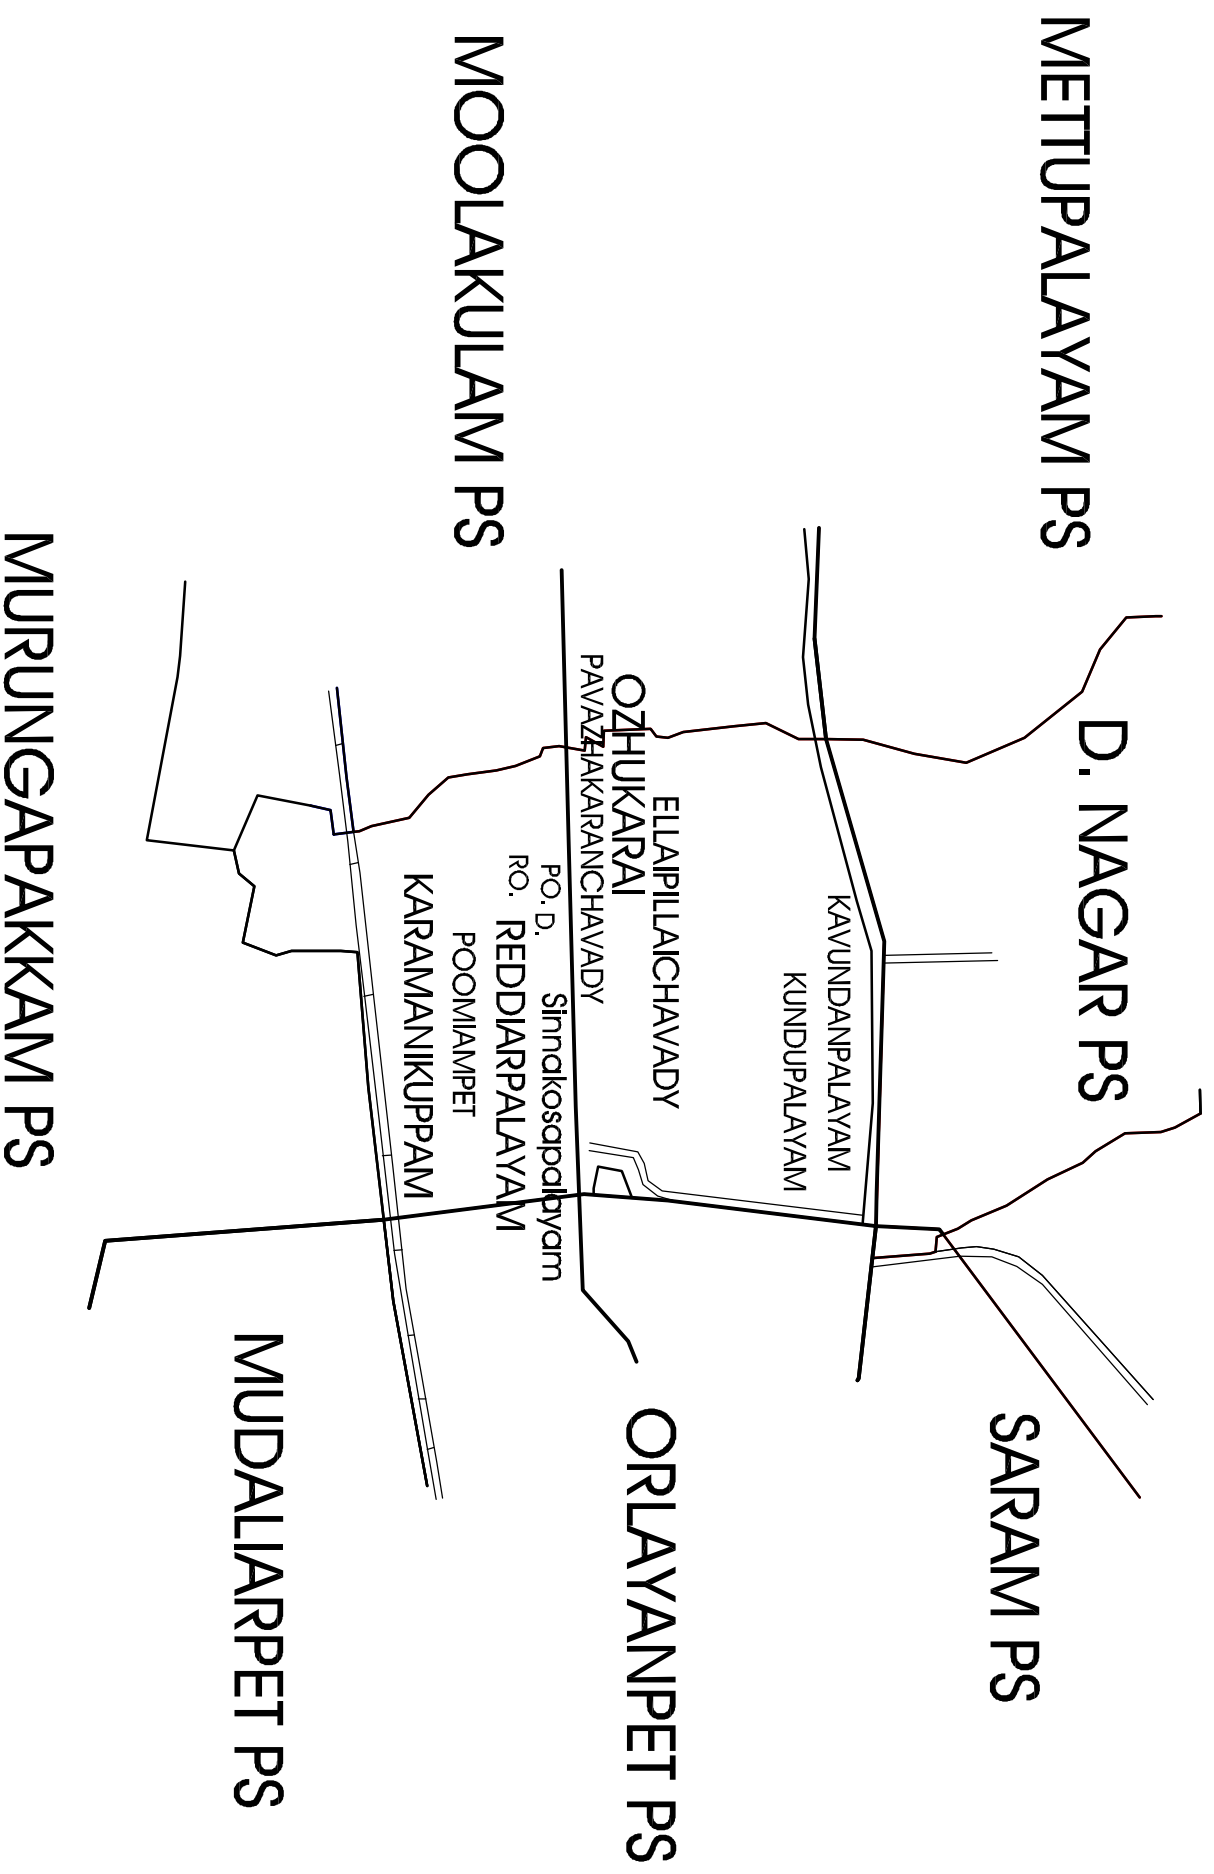 METTUPALAYAM PS
D. NAGAR PS
SARAM PS
KAVUNDANPALAYAM
KUNDUPALAYAM
ELLAIPILLAICHAVADY
OZHUKARAI
PAVAZHAKARANCHAVADY
ORLAYANPET PS
MOOLAKULAM PS
PO. D.
Sinnakosapalayam
RO.
REDDIARPALAYAM
POOMIAMPET
KARAMANIKUPPAM
MUDALIARPET PS
MURUNGAPAKKAM PS